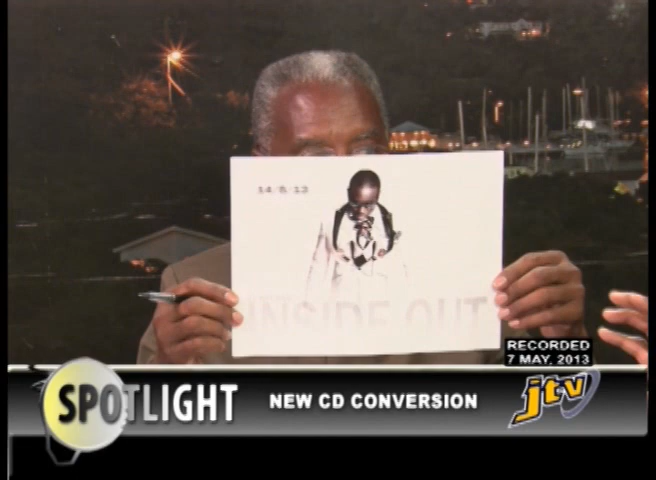 14/5/13
INSIDE OUT
RECORDED
7 MAY, 2013
SPOTLIGHT
NEW CD CONVERSION
jtv